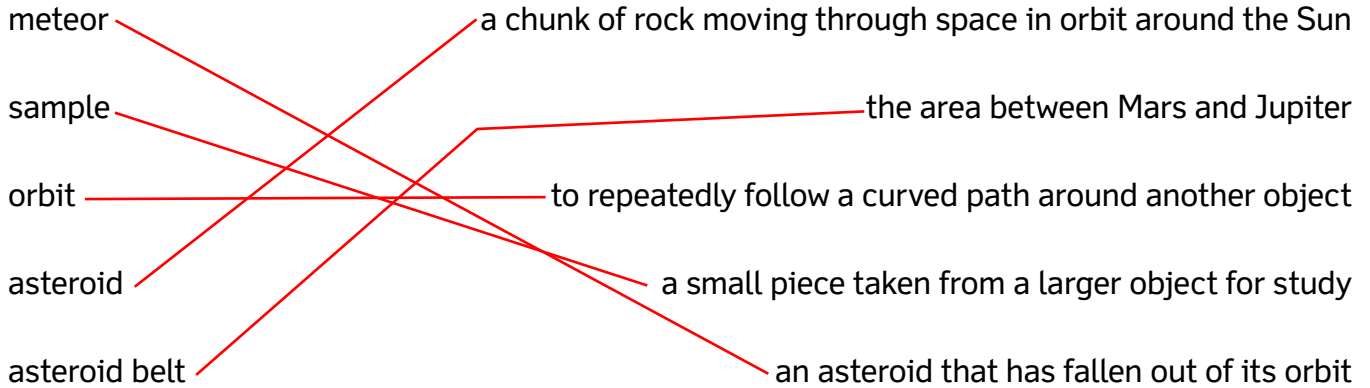 meteor a chunk of rock moving through space in orbit around the Sun
sample the area between Mars and Jupiter
orbit to repeatedly follow a curved path around another object
asteroid a small piece taken from a larger object for study
asteroid belt an asteroid that has fallen out of its orbit